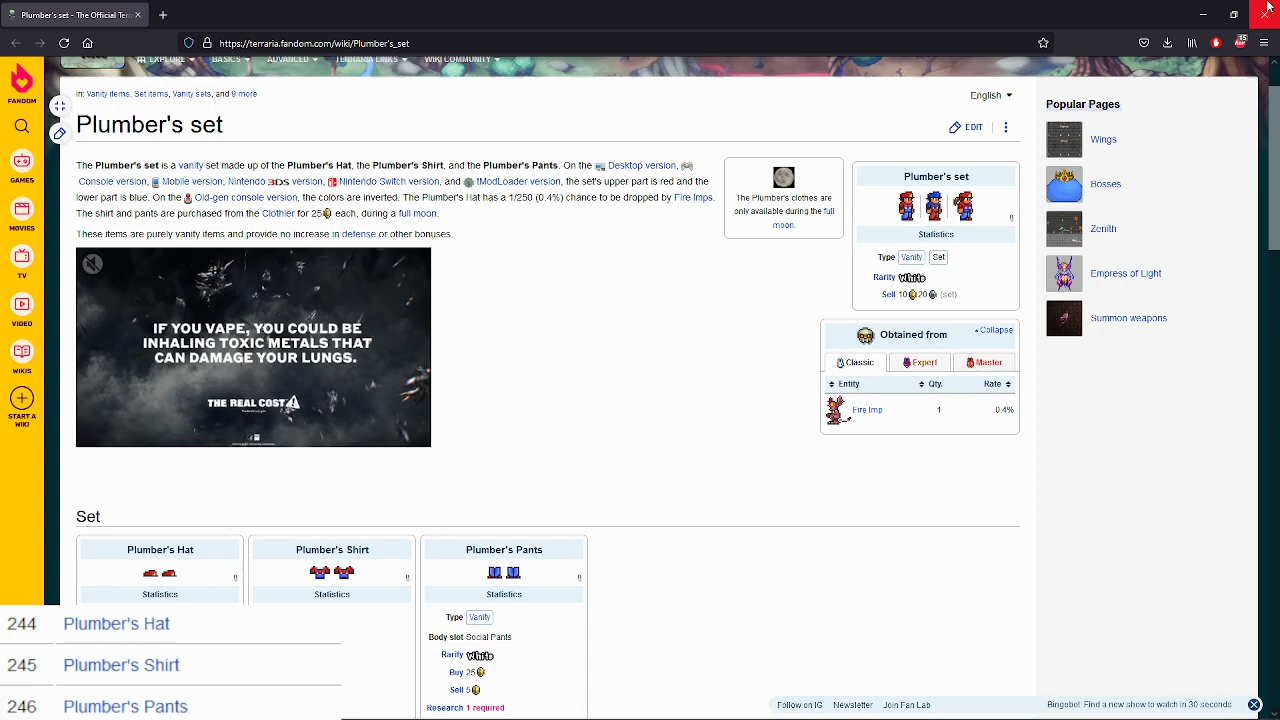 Plumber's set - The Official Terra
https://terraria.fandom.com/wiki/Plumber's_set
15
FANDOM
GAMES
MOVIES
TV
VIDEO
WIKIS
START A
WIKI
EXPLORE
BASICS
ADVANCED
TERRARIA LINKS
WIKI COMMUNITY
in: Vanity items, Set items, Vanity sets, and 9 more
English
Plumber's set
EDIT
The Plumber's set is a vanity set made up of the Plumber's Hat, the Plumber's Shirt, and the Plumber's Pants. On the Desktop version,
Console version, Mobile version, Nintendo 3DS version, Nintendo Switch version, and tModLoader version, the set's upper part is red and the
lower part is blue. On the Old-gen console version, the colors are inverted. The Plumber's Hat has a 1/250 (0.4%) chance to be dropped by Fire Imps.
The shirt and pants are purchased from the Clothier for 25 each, during a full moon.
These items are purely vanity items and provide no increase in defense or other bonuses.
IF YOU VAPE, YOU COULD BE
INHALING TOXIC METALS THAT
CAN DAMAGE YOUR LUNGS.
THE REAL COST
The Plumber's clothes are
only available during the full
moon.
Plumber's set
Statistics
Type Vanity Set
Rarity White
Sell 10 20 (set)
Obtained from
Collapse
Classic
Expert
Master
Entity Qty. Rate
Fire Imp 1 0.4%
Popular Pages
Wings
Bosses
Zenith
Empress of Light
Summon weapons
Set
Plumber's Hat
Statistics
Plumber's Shirt
Statistics
Plumber's Pants
Statistics
Type Vanity
Body slot Social Pants
Rarity White
Buy 25
Sell 5
Research 1 required
244 Plumber's Hat
245 Plumber's Shirt
246 Plumber's Pants
Follow on IG
Newsletter
Join Fan Lab
Bingebot: Find a new show to watch in 30 seconds